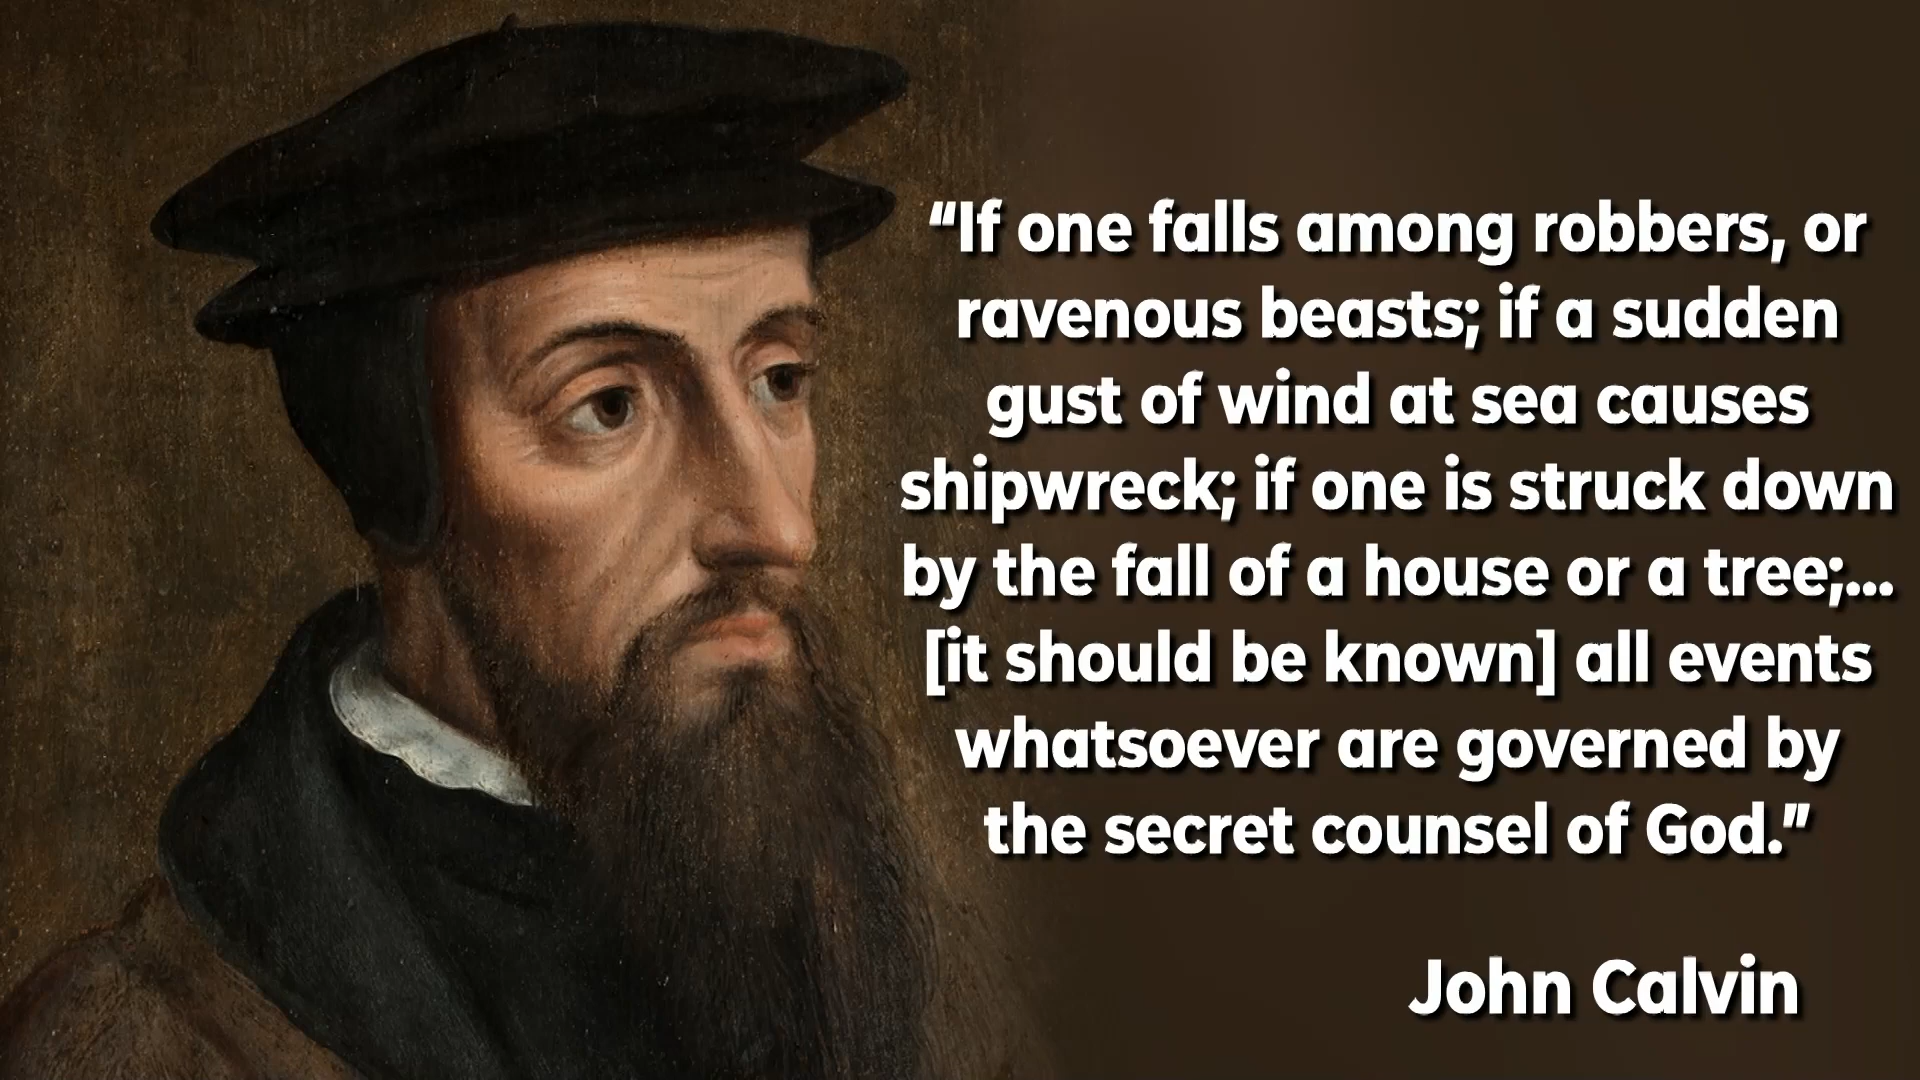 “If one falls among robbers, or
ravenous beasts; if a sudden
gust of wind at sea causes
shipwreck; if one is struck down
by the fall of a house or a tree;...
[it should be known] all events
whatsoever are governed by
the secret counsel of God.”
John Calvin